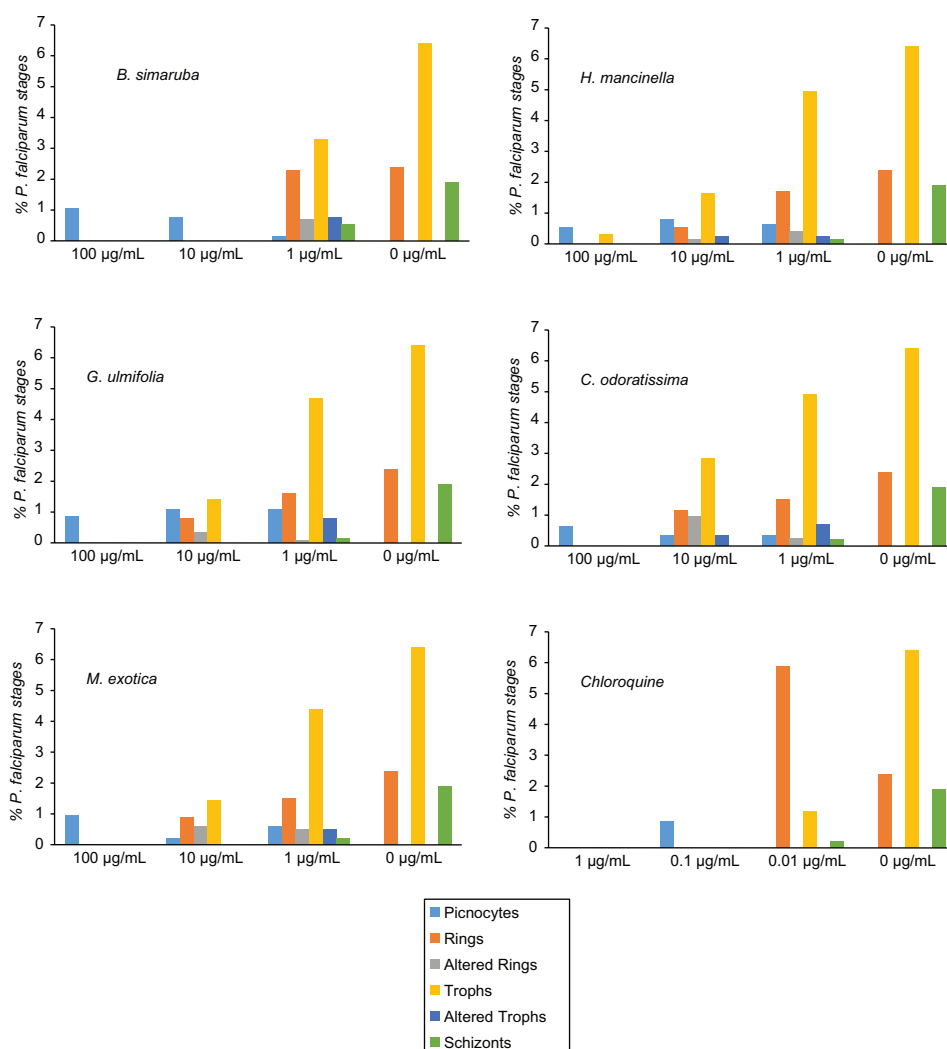 7
6
5
4
3
2
1
0
% P. falciparum stages
B. simaruba
100 µg/mL 10 µg/mL 1 µg/mL 0 µg/mL
7
6
5
4
3
2
1
0
% P. falciparum stages
H. mancinella
100 µg/mL 10 µg/mL 1 µg/mL 0 µg/mL
7
6
5
4
3
2
1
0
% P. falciparum stages
G. ulmifolia
100 µg/mL 10 µg/mL 1 µg/mL 0 µg/mL
7
6
5
4
3
2
1
0
% P. falciparum stages
C. odoratissima
100 µg/mL 10 µg/mL 1 µg/mL 0 µg/mL
7
6
5
4
3
2
1
0
% P. falciparum stages
M. exotica
100 µg/mL 10 µg/mL 1 µg/mL 0 µg/mL
7
6
5
4
3
2
1
0
% P. falciparum stages
Chloroquine
1 µg/mL 0.1 µg/mL 0.01 µg/mL 0 µg/mL
Picnocytes
Rings
Altered Rings
Trophs
Altered Trophs
Schizonts